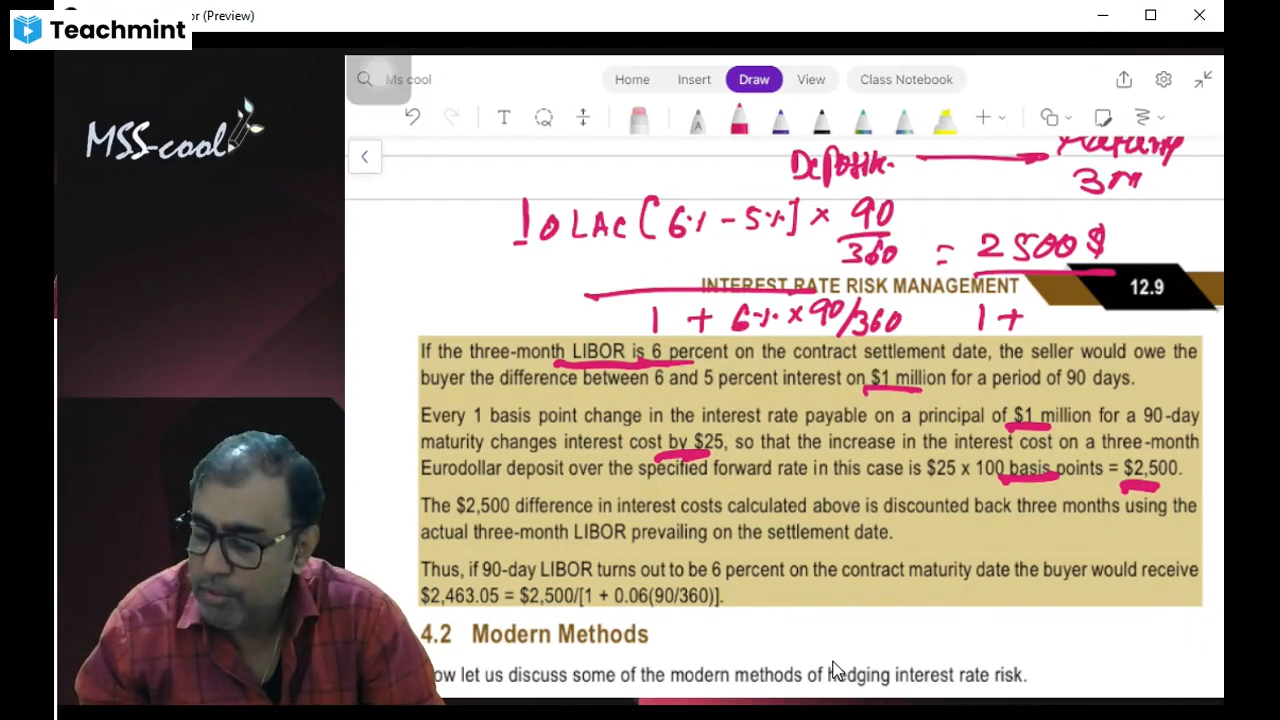 or (Preview)
Teachmint
MSS-cool
Ms cool
Home Insert Draw View Class Notebook
Deposit
3m
10 LAC [6% - 5%] × 90/360 = 2500$
INTEREST RATE RISK MANAGEMENT 12.9
1 + 6% × 90/360 1 +
If the three-month LIBOR is 6 percent on the contract settlement date, the seller would owe the
buyer the difference between 6 and 5 percent interest on $1 million for a period of 90 days.
Every 1 basis point change in the interest rate payable on a principal of $1 million for a 90-day
maturity changes interest cost by $25, so that the increase in the interest cost on a three-month
Eurodollar deposit over the specified forward rate in this case is $25 x 100 basis points = $2,500.
The $2,500 difference in interest costs calculated above is discounted back three months using the
actual three-month LIBOR prevailing on the settlement date.
Thus, if 90-day LIBOR turns out to be 6 percent on the contract maturity date the buyer would receive
$2,463.05 = $2,500/[1 + 0.06(90/360)].
4.2 Modern Methods
ow let us discuss some of the modern methods of hedging interest rate risk.